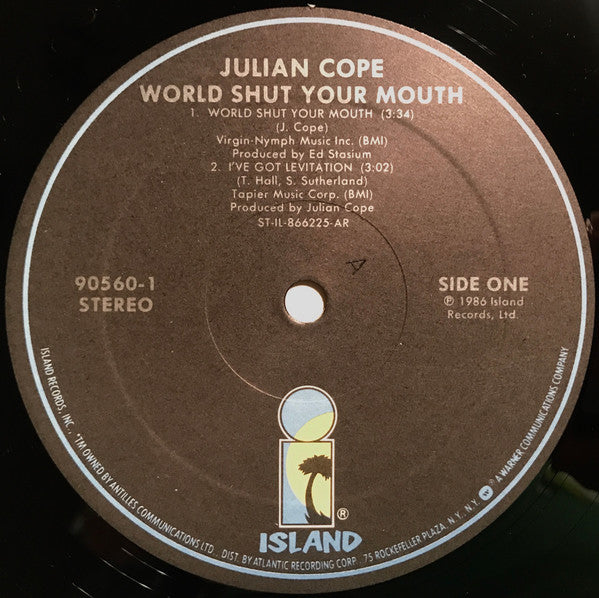 JULIAN COPE
WORLD SHUT YOUR MOUTH
1. WORLD SHUT YOUR MOUTH (3:34)
(J. Cope)
Virgin-Nymph Music Inc. (BMI)
Produced by Ed Stasium
2. I'VE GOT LEVITATION (3:02)
(T. Hall, S. Sutherland)
Tapier Music Corp. (BMI)
Produced by Julian Cope
ST-IL-866225-AR
A
90560-1
STEREO
SIDE ONE
℗ 1986 Island
Records, Ltd.
i®
ISLAND
ISLAND RECORDS, INC., *TM OWNED BY ANTILLES COMMUNICATIONS LTD. DIST. BY ATLANTIC RECORDING CORP. 75 ROCKEFELLER PLAZA, N.Y., N.Y. W ® A WARNER COMMUNICATIONS COMPANY